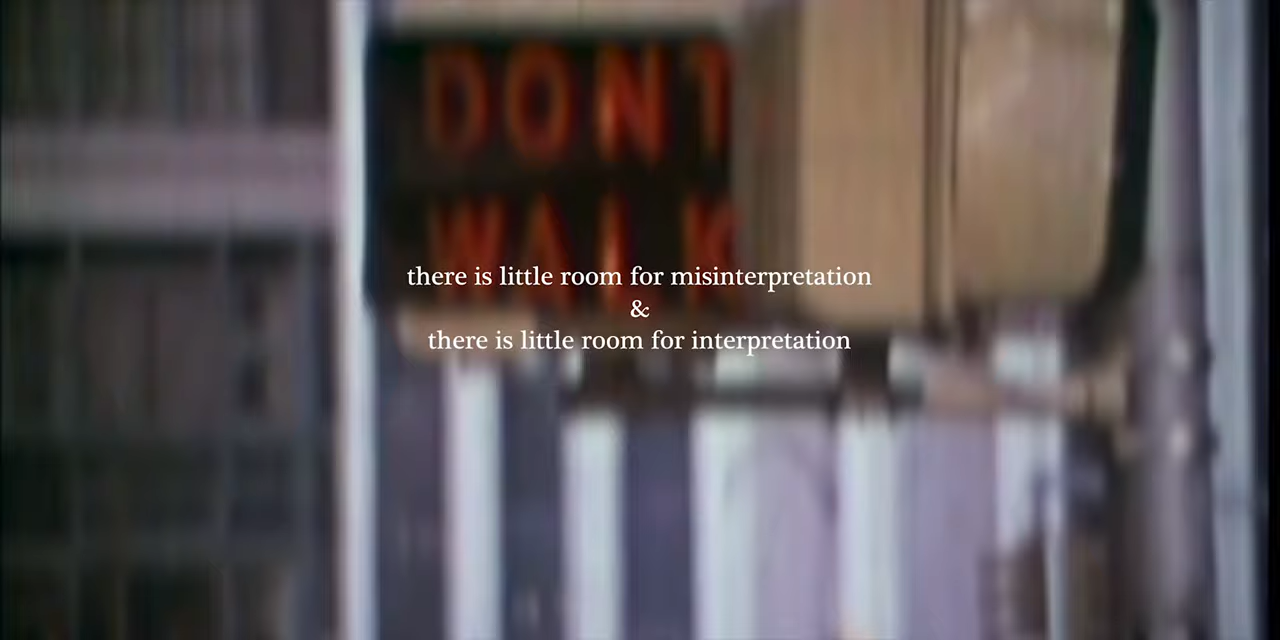 DONT
WALK
there is little room for misinterpretation
&
there is little room for interpretation